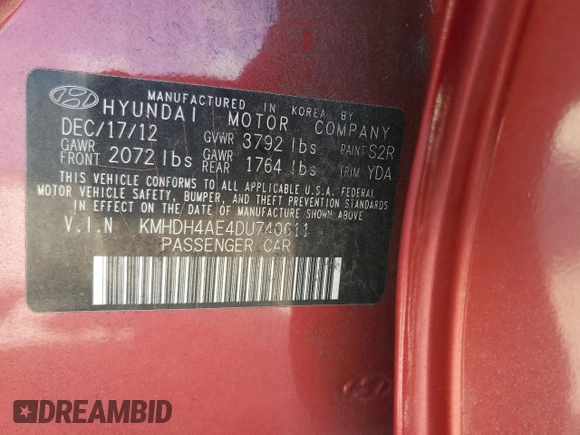 MANUFACTURED IN KOREA BY
HYUNDAI MOTOR COMPANY
DEC/17/12 GVWR 3792 lbs PAINT S2R
GAWR FRONT 2072 lbs GAWR REAR 1764 lbs TRIM YDA
THIS VEHICLE CONFORMS TO ALL APPLICABLE U.S.A. FEDERAL
MOTOR VEHICLE SAFETY, BUMPER, AND THEFT PREVENTION STANDARDS
IN EFFECT ON THE DATE OF MANUFACTURE SHOWN ABOVE.
V.I.N KMHDH4AE4DU740611
PASSENGER CAR
DREAMBID